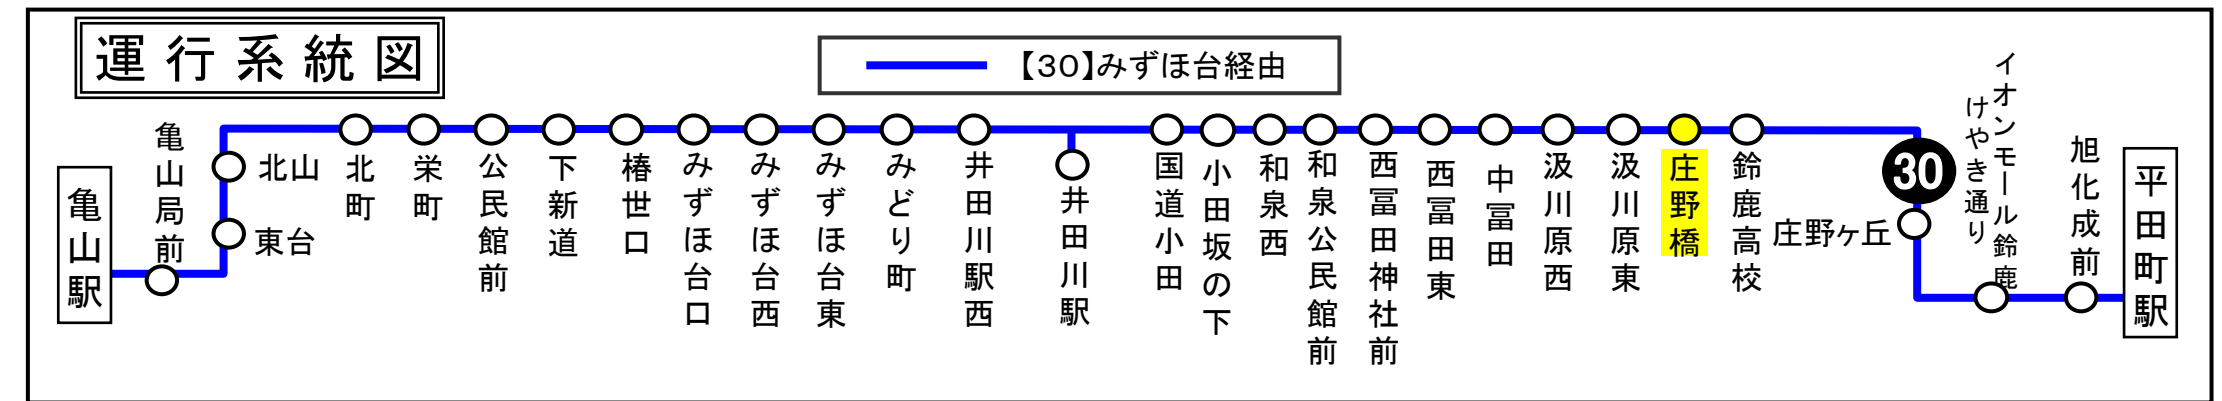 運行系統図
【30】みずほ台経由
亀山駅
亀山局前
東台
北山
北町
栄町
公民館前
下新道
椿世口
みずほ台口
みずほ台西
みずほ台東
みどり町
井田川駅西
井田川駅
国道小田
小田坂の下
和泉西
和泉公民館前
西冨田神社前
西冨田東
中冨田
汲川原西
汲川原東
庄野橋
鈴鹿高校
30
庄野ヶ丘
イオンモール鈴鹿
けやき通り
旭化成前
平田町駅